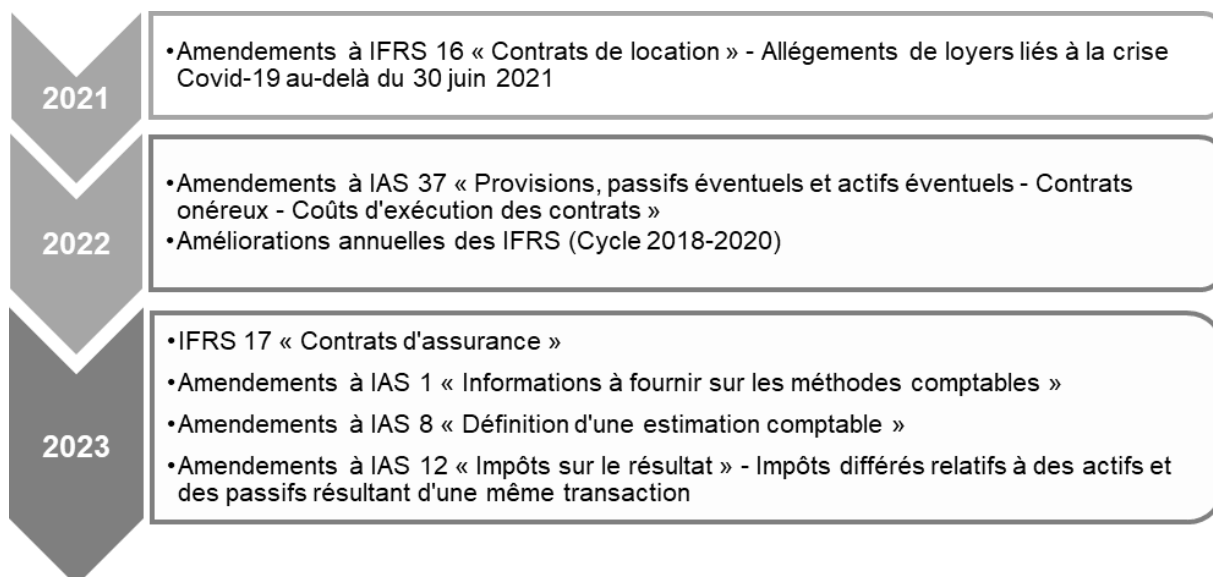 2021
•Amendements à IFRS 16 « Contrats de location » - Allégements de loyers liés à la crise
Covid-19 au-delà du 30 juin 2021
2022
•Amendements à IAS 37 « Provisions, passifs éventuels et actifs éventuels - Contrats
onéreux - Coûts d'exécution des contrats »
•Améliorations annuelles des IFRS (Cycle 2018-2020)
2023
•IFRS 17 « Contrats d'assurance »
•Amendements à IAS 1 « Informations à fournir sur les méthodes comptables »
•Amendements à IAS 8 « Définition d'une estimation comptable »
•Amendements à IAS 12 « Impôts sur le résultat » - Impôts différés relatifs à des actifs et
des passifs résultant d'une même transaction